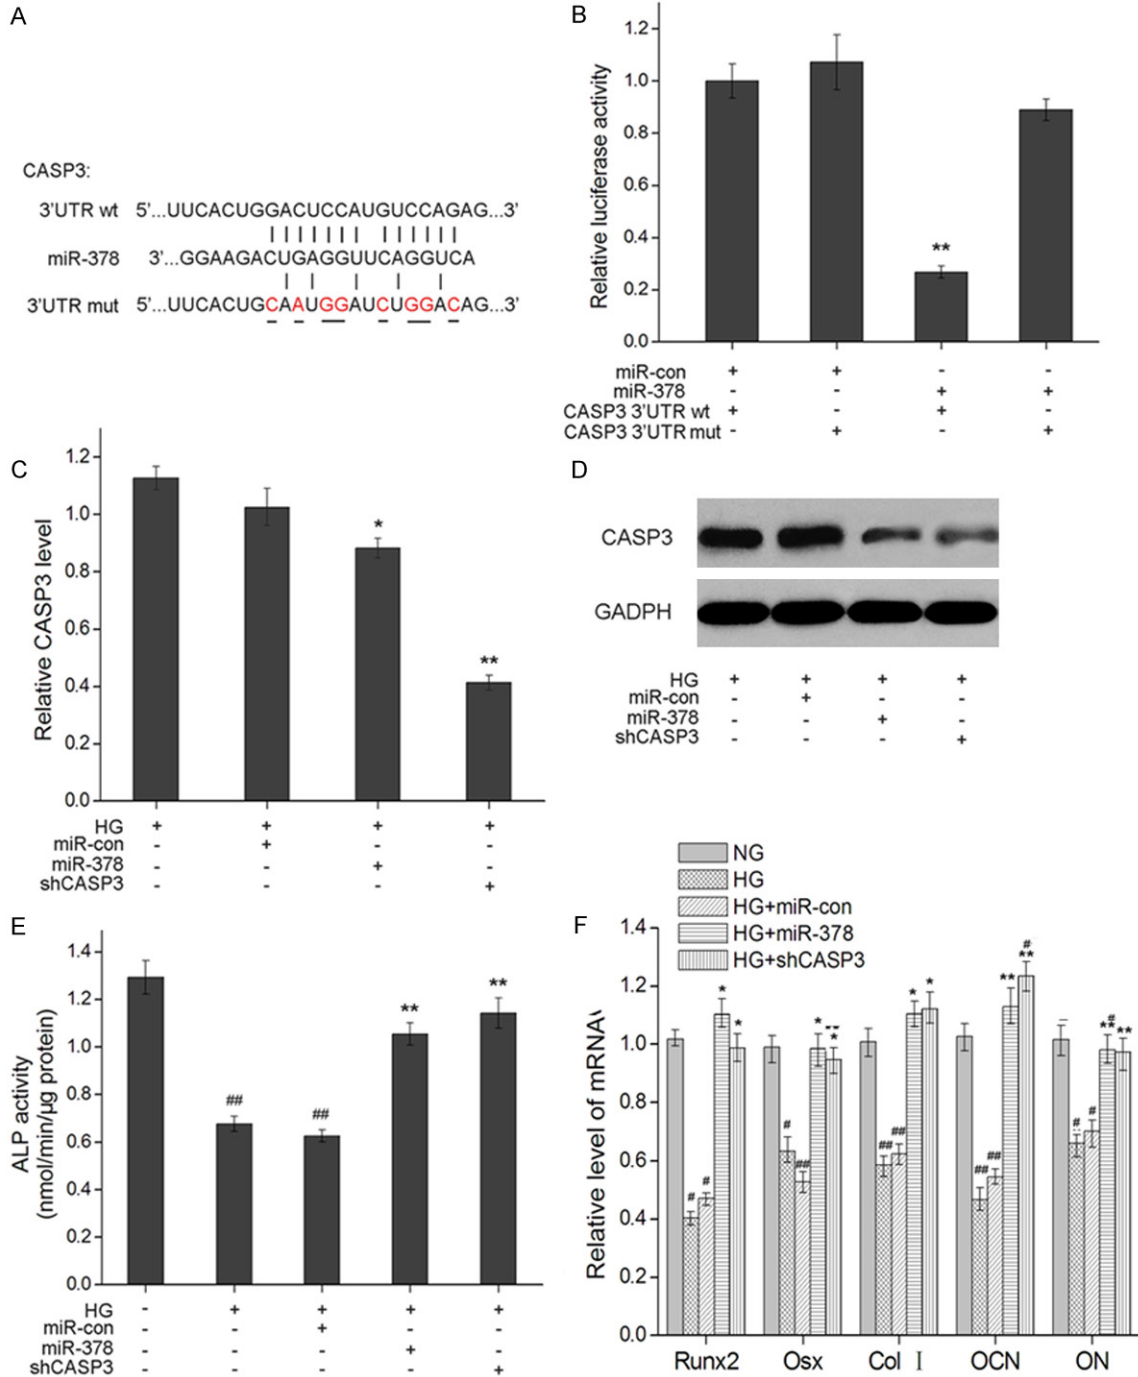 A
CASP3:
3'UTR wt 5'...UUCACUGGACUCCAUGUCCAGAG...3'
miR-378 3'...GGAAGACUGAGGUUCAGGUCA
3'UTR mut 5'...UUCACUGCAAUGGAUCUGGACAG...3'
B
Relative luciferase activity
1.2
1.0
0.8
0.6
0.4
0.2
0.0
**
miR-con + + - -
miR-378 - - + +
CASP3 3'UTR wt + - + -
CASP3 3'UTR mut - + - +
C
Relative CASP3 level
1.2
1.0
0.8
0.6
0.4
0.2
0.0
*
**
HG + + + +
miR-con - + - -
miR-378 - - + -
shCASP3 - - - +
D
CASP3
GADPH
HG + + + +
miR-con - + - -
miR-378 - - + -
shCASP3 - - - +
E
ALP activity
(nmol/min/µg protein)
1.4
1.2
1.0
0.8
0.6
0.4
0.2
0.0
## ## ** **
HG - + + + +
miR-con - - + - -
miR-378 - - - + -
shCASP3 - - - - +
F
NG
HG
HG+miR-con
HG+miR-378
HG+shCASP3
Relative level of mRNA
1.4
1.2
1.0
0.8
0.6
0.4
0.2
0.0
# # * *
# ## * *
## ## * *
## ## ** # **
# # # ** **
Runx2 Osx Col I OCN ON